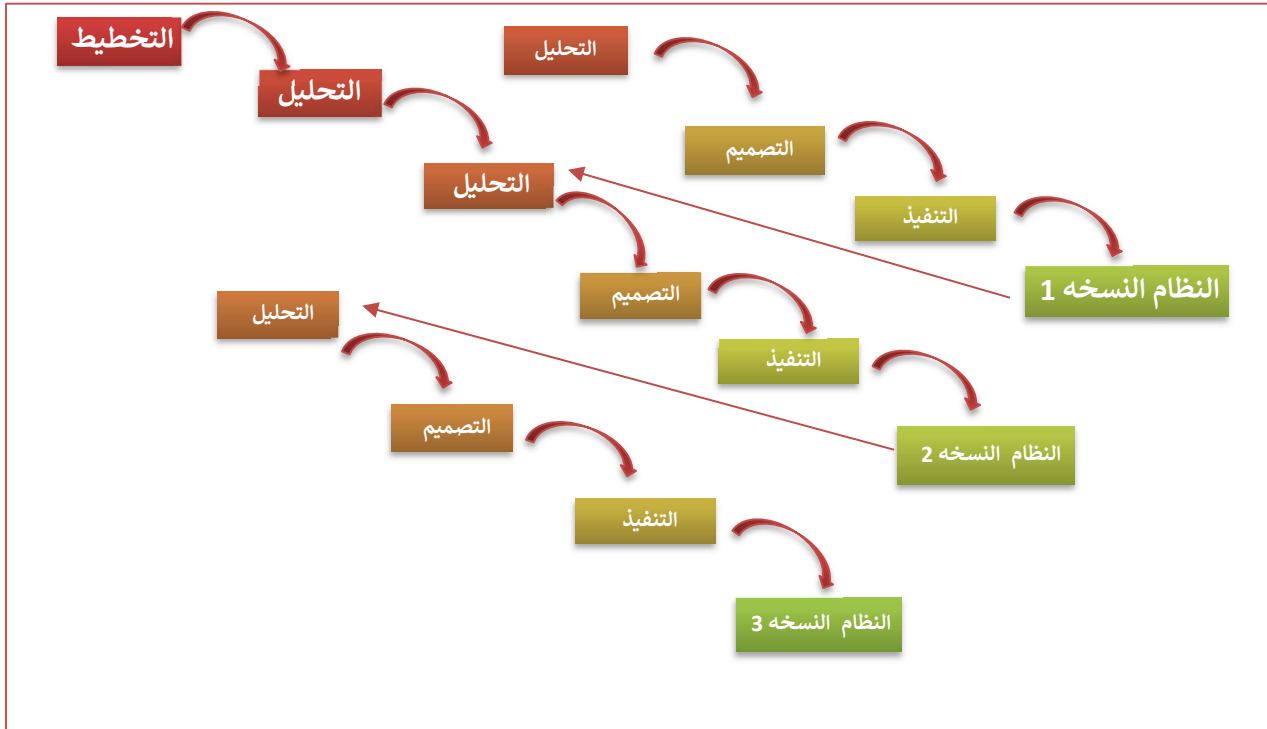 التخطيط
التحليل
التحليل
التصميم
التنفيذ
النظام النسخه 1
التحليل
التصميم
التنفيذ
النظام النسخه 2
التحليل
التصميم
التنفيذ
النظام النسخه 3